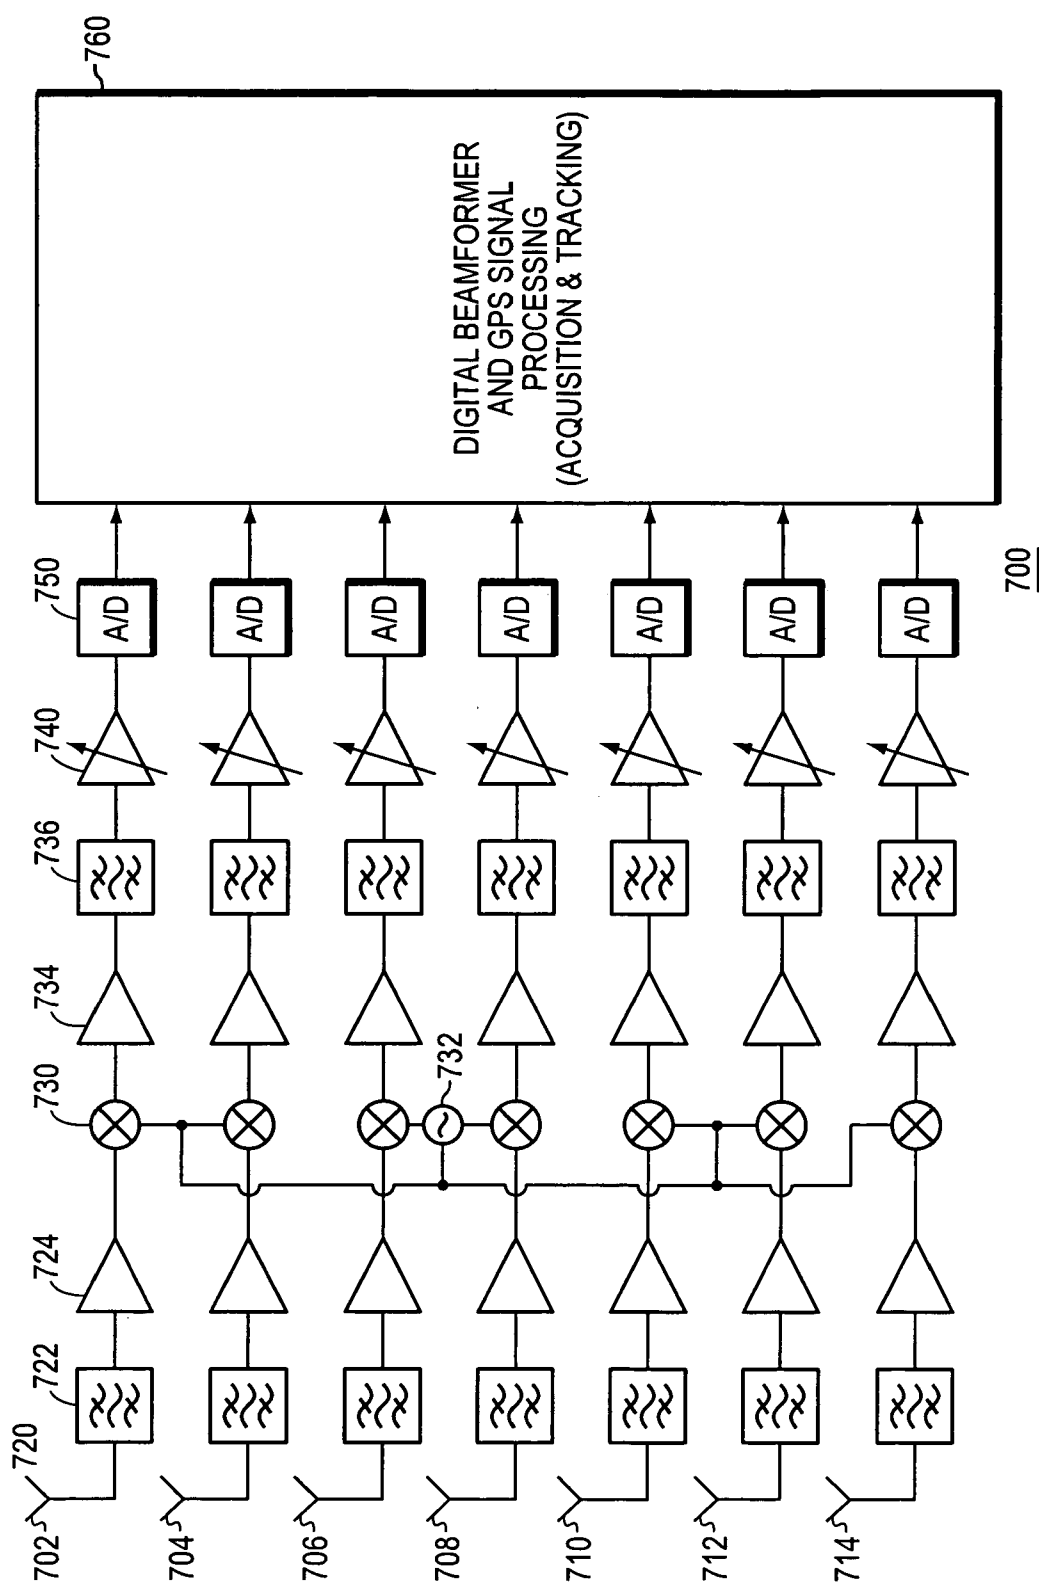 702
704
706
708
710
712
714
720
722
724
730
732
734
736
740
750
A/D
A/D
A/D
A/D
A/D
A/D
A/D
760
DIGITAL BEAMFORMER
AND GPS SIGNAL
PROCESSING
(ACQUISITION & TRACKING)
700